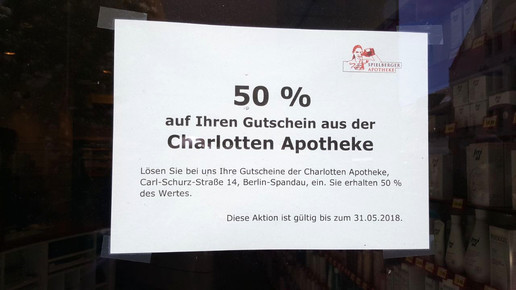 SPIELBERGER
APOTHEKE
50 %
auf Ihren Gutschein aus der
Charlotten Apotheke
Lösen Sie bei uns Ihre Gutscheine der Charlotten Apotheke,
Carl-Schurz-Straße 14, Berlin-Spandau, ein. Sie erhalten 50 %
des Wertes.
Diese Aktion ist gültig bis zum 31.05.2018.